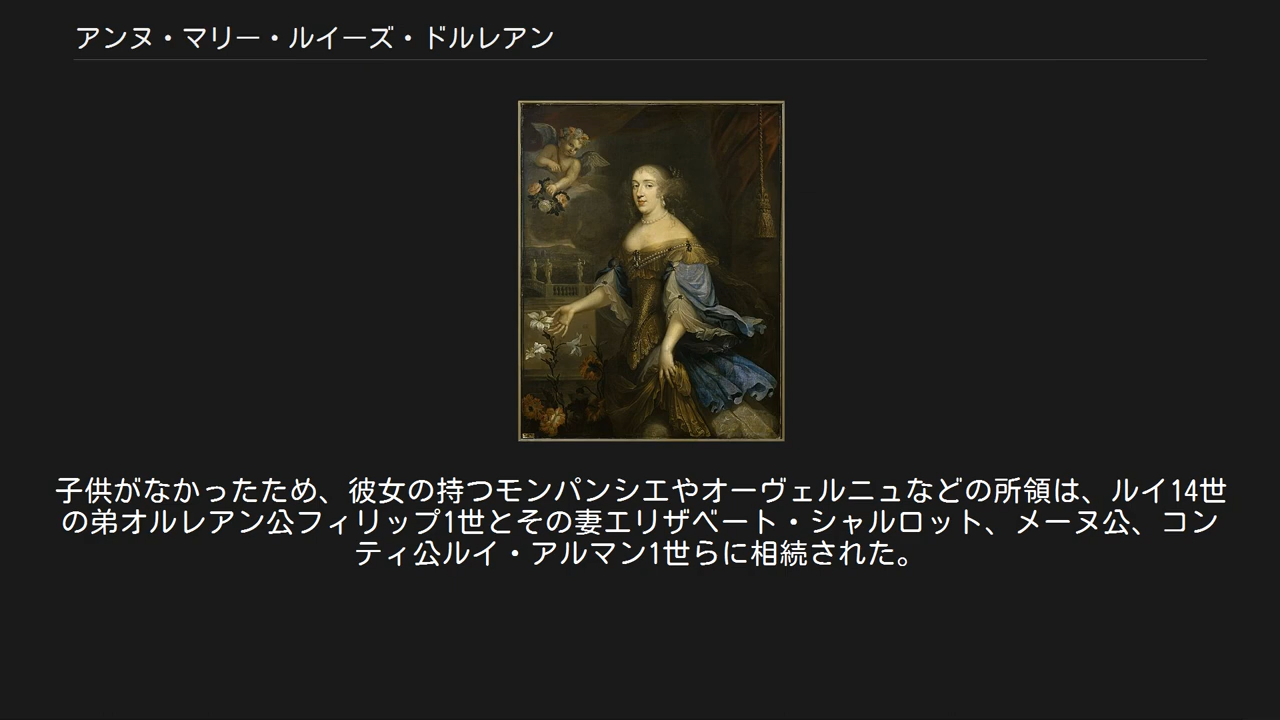 アンヌ・マリー・ルイーズ・ドルレアン
子供がなかったため、彼女の持つモンパンシエやオーヴェルニュなどの所領は、ルイ14世
の弟オルレアン公フィリップ1世とその妻エリザベート・シャルロット、メーヌ公、コン
ティ公ルイ・アルマン1世らに相続された。